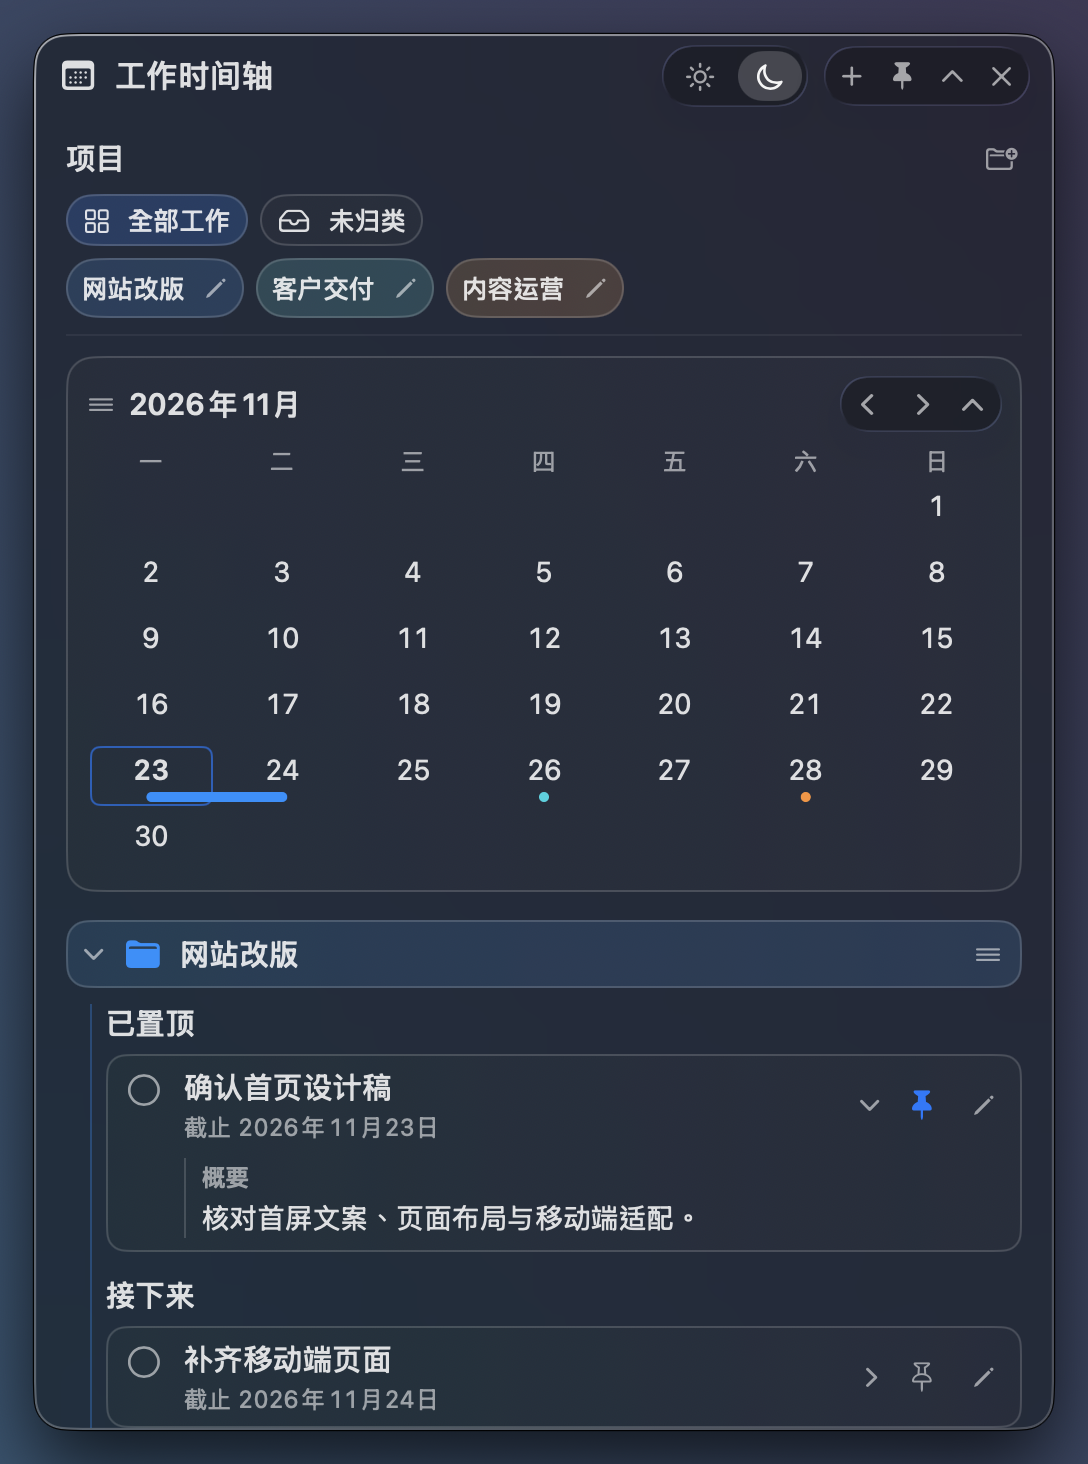 工作时间轴
项目
全部工作 未归类
网站改版 客户交付 内容运营
2026年11月
一 二 三 四 五 六 日
1
2 3 4 5 6 7 8
9 10 11 12 13 14 15
16 17 18 19 20 21 22
23 24 25 26 27 28 29
30
网站改版
已置顶
确认首页设计稿
截止 2026年11月23日
概要
核对首屏文案、页面布局与移动端适配。
接下来
补齐移动端页面
截止 2026年11月24日